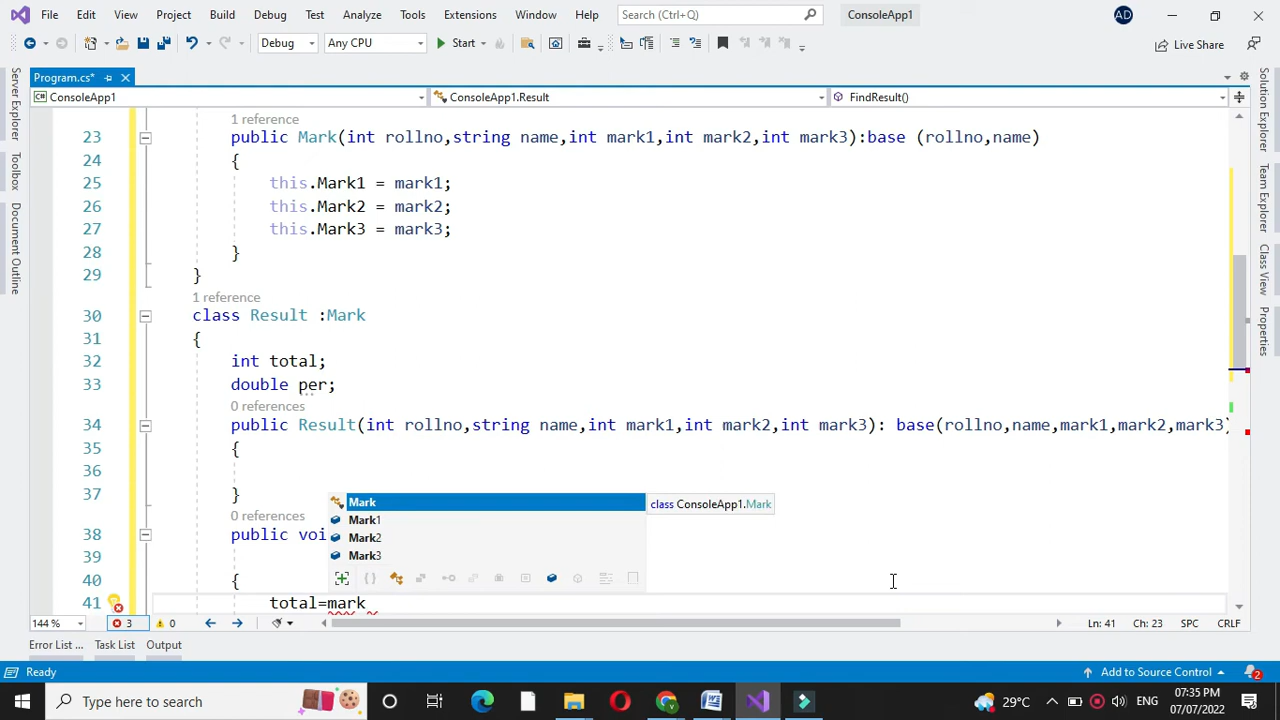 File Edit View Project Build Debug Test Analyze Tools Extensions Window Help Search (Ctrl+Q) ConsoleApp1 AD
Debug Any CPU Start Live Share
Program.cs*
ConsoleApp1 ConsoleApp1.Result FindResult()
Server Explorer
Toolbox
Document Outline
Solution Explorer
Team Explorer
Class View
Properties
1 reference
23 public Mark(int rollno,string name,int mark1,int mark2,int mark3):base (rollno,name)
24 {
25 this.Mark1 = mark1;
26 this.Mark2 = mark2;
27 this.Mark3 = mark3;
28 }
29 }
1 reference
30 class Result :Mark
31 {
32 int total;
33 double per;
0 references
34 public Result(int rollno,string name,int mark1,int mark2,int mark3): base(rollno,name,mark1,mark2,mark3)
35 {
36
37 }
Mark class ConsoleApp1.Mark
0 references
Mark1
38 public voi
Mark2
39
Mark3
40 {
41 total=mark
144 % 3 0 Ln: 41 Ch: 23 SPC CRLF
Error List ... Task List Output
Ready Add to Source Control 2
Type here to search 29°C ENG 07:35 PM 07/07/2022 2